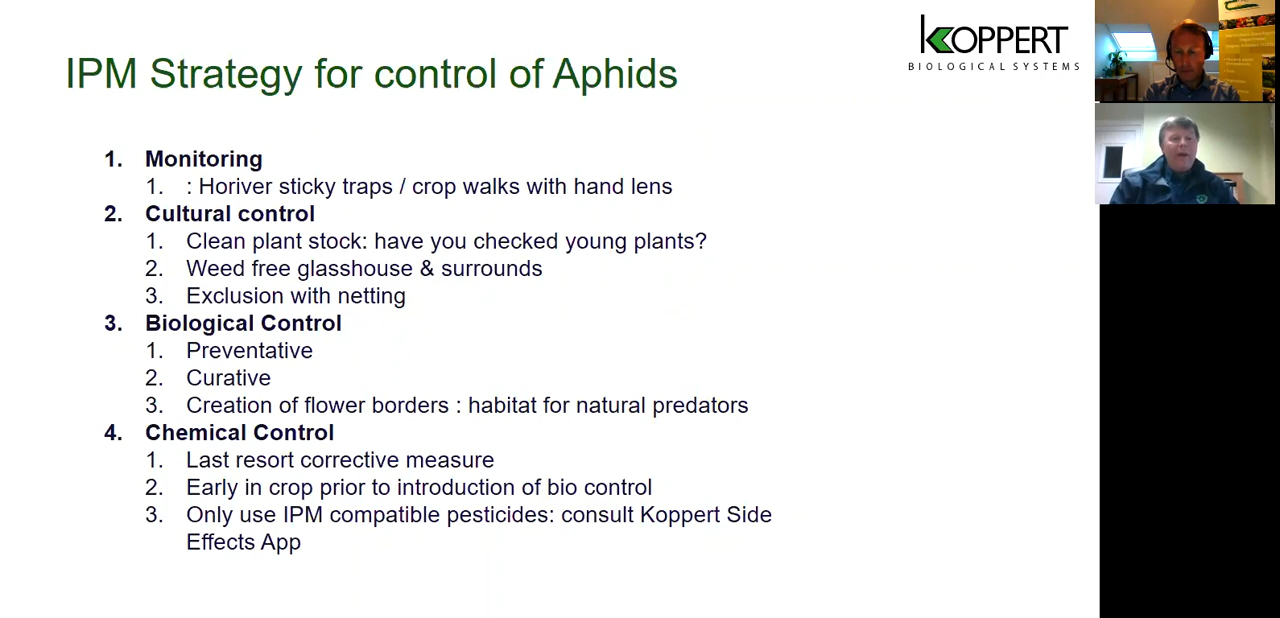 KOPPERT
BIOLOGICAL SYSTEMS
IPM Strategy for control of Aphids
1. Monitoring
1. : Horiver sticky traps / crop walks with hand lens
2. Cultural control
1. Clean plant stock: have you checked young plants?
2. Weed free glasshouse & surrounds
3. Exclusion with netting
3. Biological Control
1. Preventative
2. Curative
3. Creation of flower borders : habitat for natural predators
4. Chemical Control
1. Last resort corrective measure
2. Early in crop prior to introduction of bio control
3. Only use IPM compatible pesticides: consult Koppert Side
Effects App